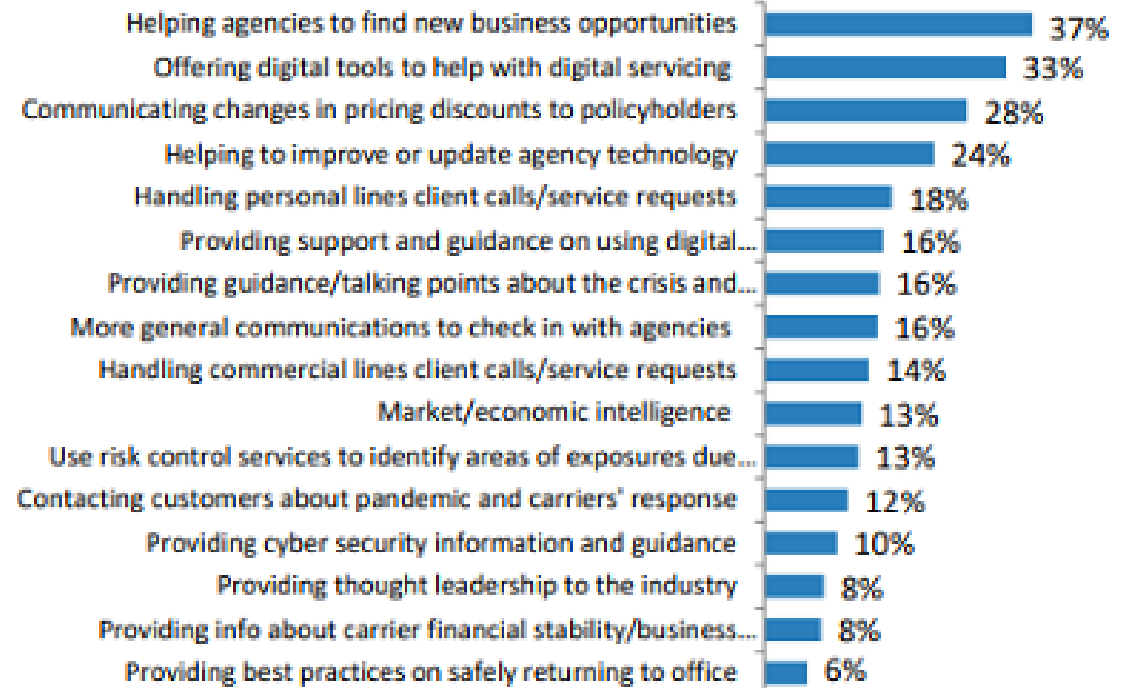 Helping agencies to find new business opportunities 37%
Offering digital tools to help with digital servicing 33%
Communicating changes in pricing discounts to policyholders 28%
Helping to improve or update agency technology 24%
Handling personal lines client calls/service requests 18%
Providing support and guidance on using digital... 16%
Providing guidance/talking points about the crisis and... 16%
More general communications to check in with agencies 16%
Handling commercial lines client calls/service requests 14%
Market/economic intelligence 13%
Use risk control services to identify areas of exposures due... 13%
Contacting customers about pandemic and carriers' response 12%
Providing cyber security information and guidance 10%
Providing thought leadership to the industry 8%
Providing info about carrier financial stability/business... 8%
Providing best practices on safely returning to office 6%